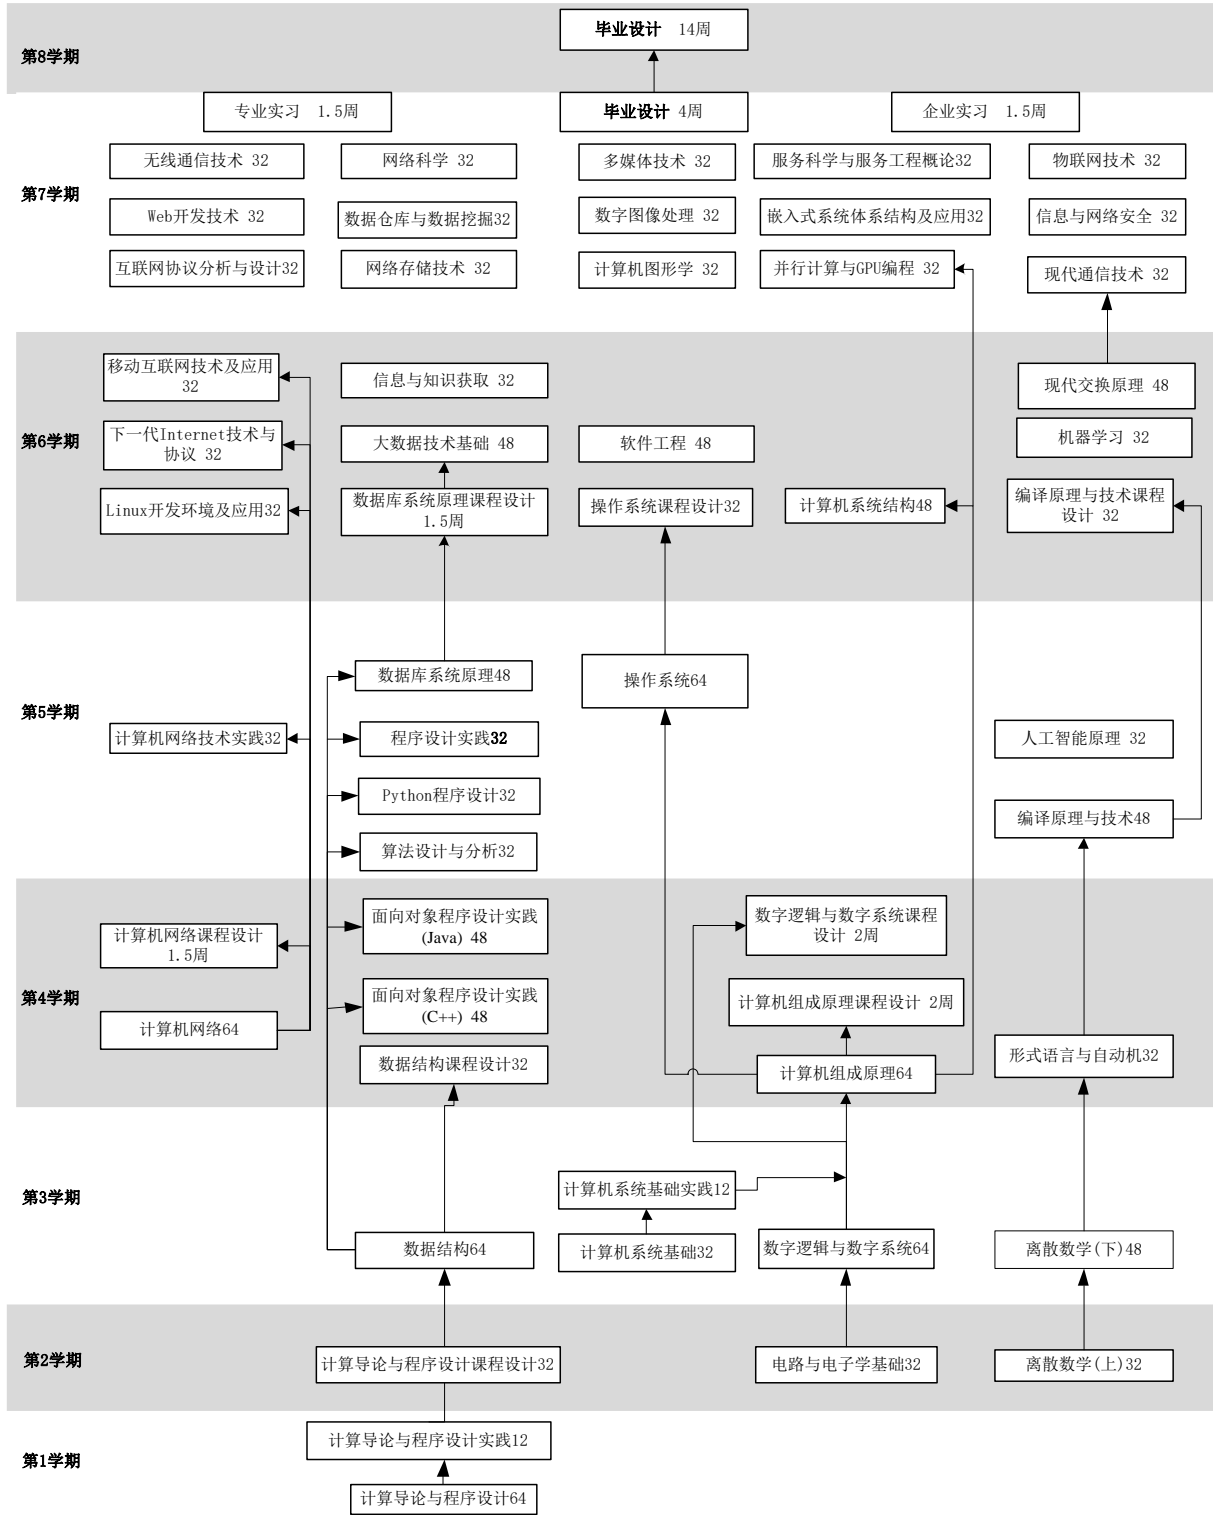 毕业设计 14周
第8学期
专业实习 1.5周
毕业设计 4周
企业实习 1.5周
无线通信技术 32
网络科学 32
多媒体技术 32
服务科学与服务工程概论32
物联网技术 32
第7学期
Web开发技术 32
数据仓库与数据挖掘32
数字图像处理 32
嵌入式系统体系结构及应用32
信息与网络安全 32
互联网协议分析与设计32
网络存储技术 32
计算机图形学 32
并行计算与GPU编程 32
现代通信技术 32
移动互联网技术及应用
32
信息与知识获取 32
现代交换原理 48
第6学期
下一代Internet技术与
协议 32
大数据技术基础 48
软件工程 48
机器学习 32
Linux开发环境及应用32
数据库系统原理课程设计
1.5周
操作系统课程设计32
计算机系统结构48
编译原理与技术课程
设计 32
数据库系统原理48
操作系统64
第5学期
计算机网络技术实践32
程序设计实践32
人工智能原理 32
Python程序设计32
编译原理与技术48
算法设计与分析32
计算机网络课程设计
1.5周
面向对象程序设计实践
(Java) 48
数字逻辑与数字系统课程
设计 2周
第4学期
计算机网络64
面向对象程序设计实践
(C++) 48
计算机组成原理课程设计 2周
数据结构课程设计32
计算机组成原理64
形式语言与自动机32
第3学期
计算机系统基础实践12
数据结构64
计算机系统基础32
数字逻辑与数字系统64
离散数学(下)48
第2学期
计算导论与程序设计课程设计32
电路与电子学基础32
离散数学(上)32
计算导论与程序设计实践12
第1学期
计算导论与程序设计64